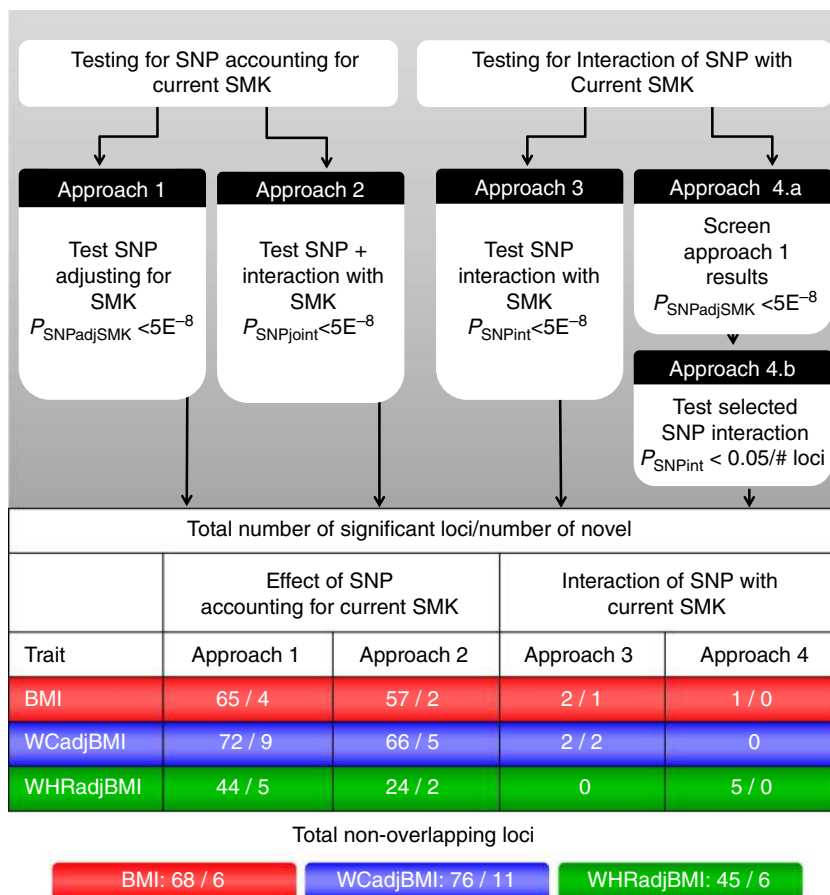 Testing for SNP accounting for
current SMK
Testing for Interaction of SNP with
Current SMK
Approach 1
Test SNP
adjusting for
SMK
P_SNPadjSMK <5E^–8
Approach 2
Test SNP +
interaction with
SMK
P_SNPjoint<5E^–8
Approach 3
Test SNP
interaction with
SMK
P_SNPint<5E^–8
Approach 4.a
Screen
approach 1
results
P_SNPadjSMK <5E^–8
Approach 4.b
Test selected
SNP interaction
P_SNPint < 0.05/# loci
Total number of significant loci/number of novel
Effect of SNP
accounting for current SMK
Interaction of SNP with
current SMK
Trait Approach 1 Approach 2 Approach 3 Approach 4
BMI 65 / 4 57 / 2 2 / 1 1 / 0
WCadjBMI 72 / 9 66 / 5 2 / 2 0
WHRadjBMI 44 / 5 24 / 2 0 5 / 0
Total non-overlapping loci
BMI: 68 / 6 WCadjBMI: 76 / 11 WHRadjBMI: 45 / 6